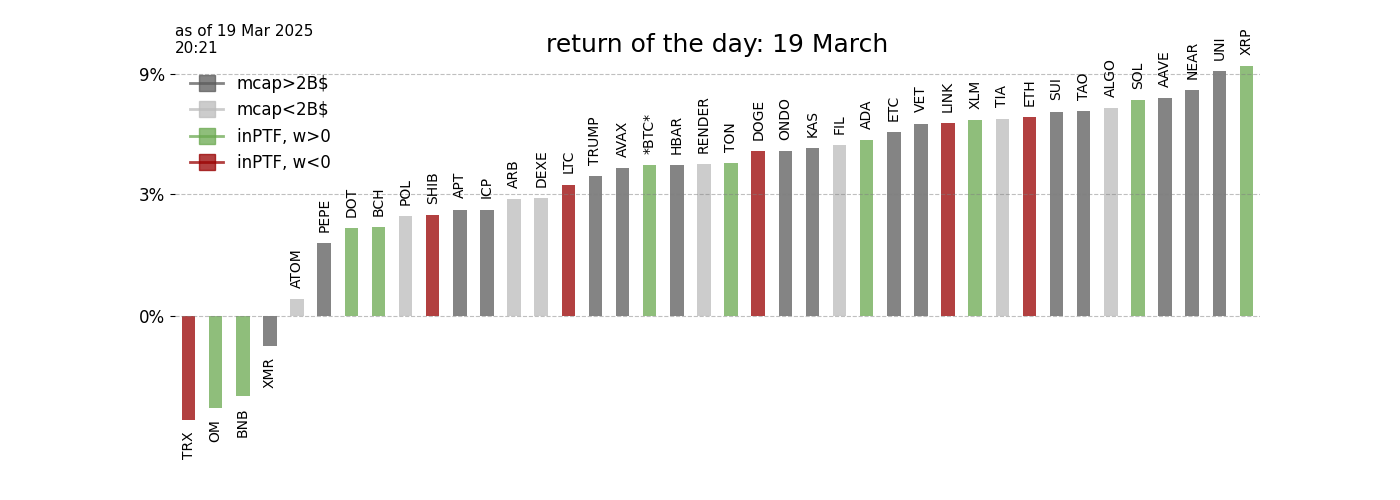 as of 19 Mar 2025
20:21
return of the day: 19 March
9%
3%
0%
mcap>2B$
mcap<2B$
inPTF, w>0
inPTF, w<0
TRX
OM
BNB
XMR
ATOM
PEPE
DOT
BCH
POL
SHIB
APT
ICP
ARB
DEXE
LTC
TRUMP
AVAX
*BTC*
HBAR
RENDER
TON
DOGE
ONDO
KAS
FIL
ADA
ETC
VET
LINK
XLM
TIA
ETH
SUI
TAO
ALGO
SOL
AAVE
NEAR
UNI
XRP